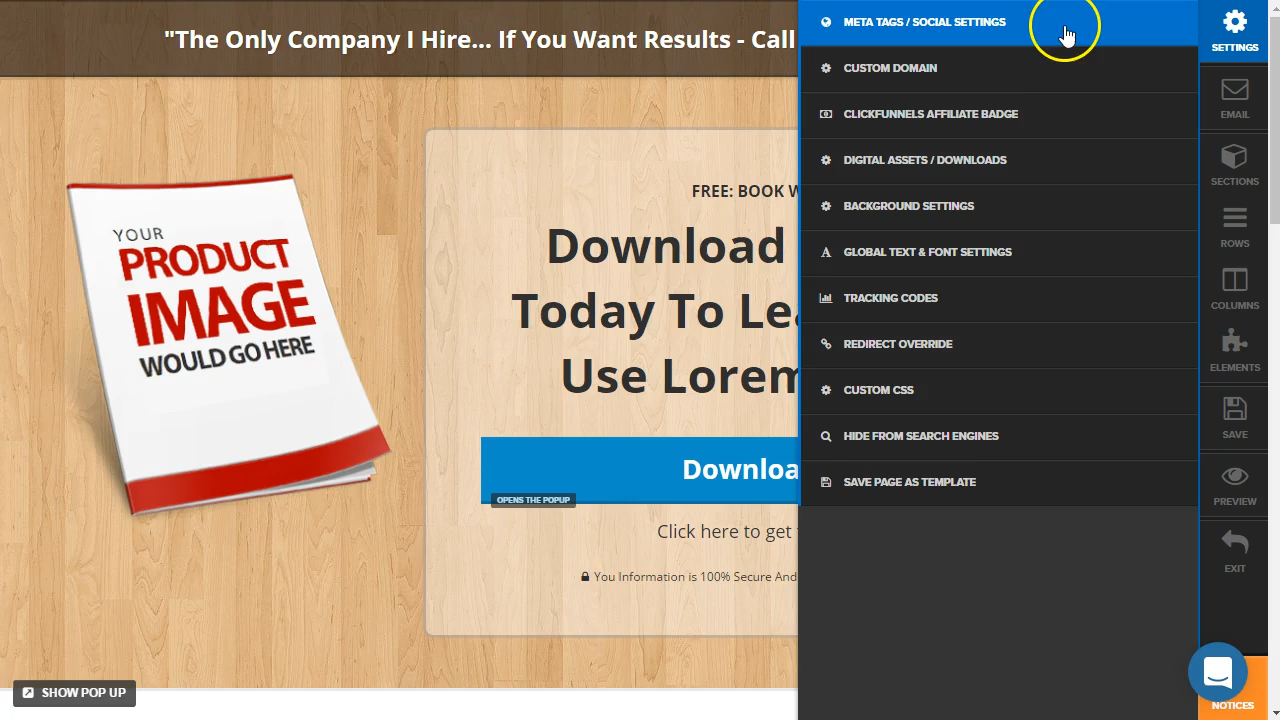 "The Only Company I Hire... If You Want Results - Call
FREE: BOOK W
Download
Today To Lea
Use Lorem
Downloa
OPENS THE POPUP
Click here to get
You Information is 100% Secure And
YOUR
PRODUCT
IMAGE
WOULD GO HERE
SHOW POP UP
META TAGS / SOCIAL SETTINGS
CUSTOM DOMAIN
CLICKFUNNELS AFFILIATE BADGE
DIGITAL ASSETS / DOWNLOADS
BACKGROUND SETTINGS
GLOBAL TEXT & FONT SETTINGS
TRACKING CODES
REDIRECT OVERRIDE
CUSTOM CSS
HIDE FROM SEARCH ENGINES
SAVE PAGE AS TEMPLATE
SETTINGS
EMAIL
SECTIONS
ROWS
COLUMNS
ELEMENTS
SAVE
PREVIEW
EXIT
NOTICES